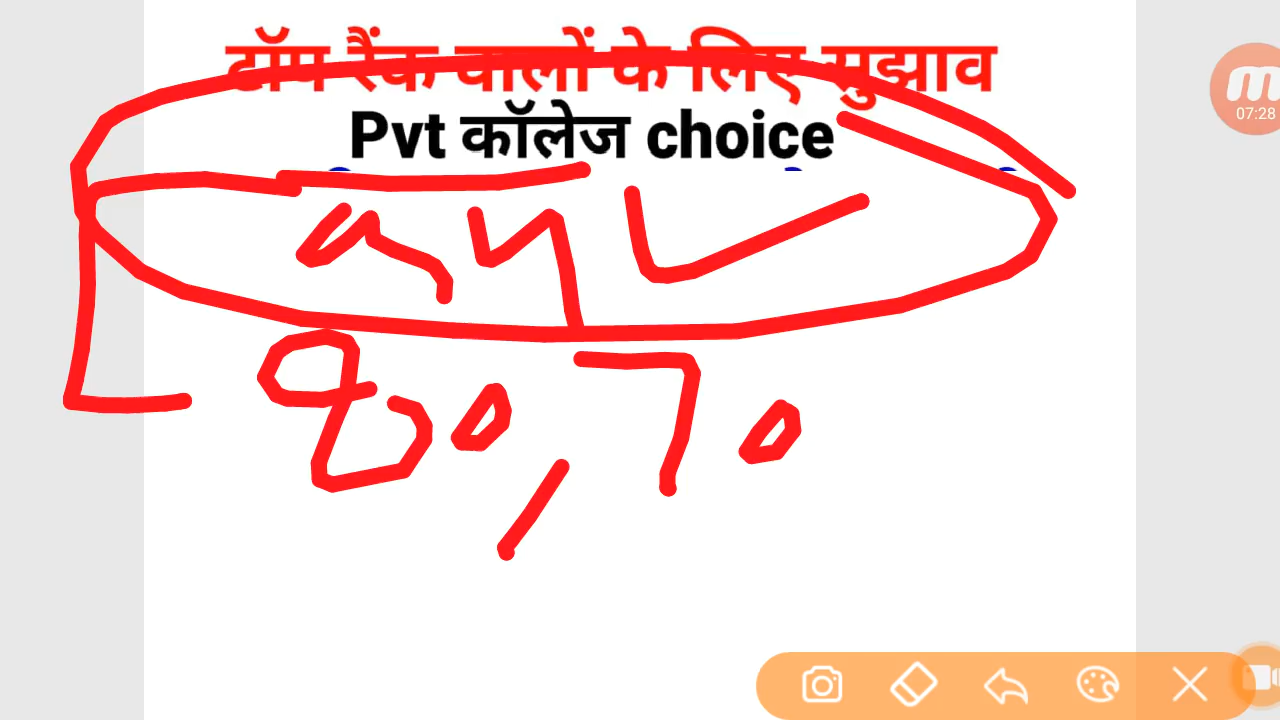 टॉप रैंक वालों के लिए सुझाव
Pvt कॉलेज choice
80, 70
07:28